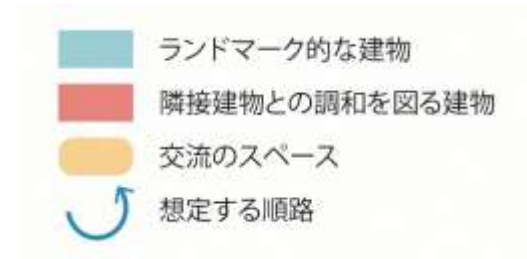 ランドマーク的な建物
隣接建物との調和を図る建物
交流のスペース
想定する順路